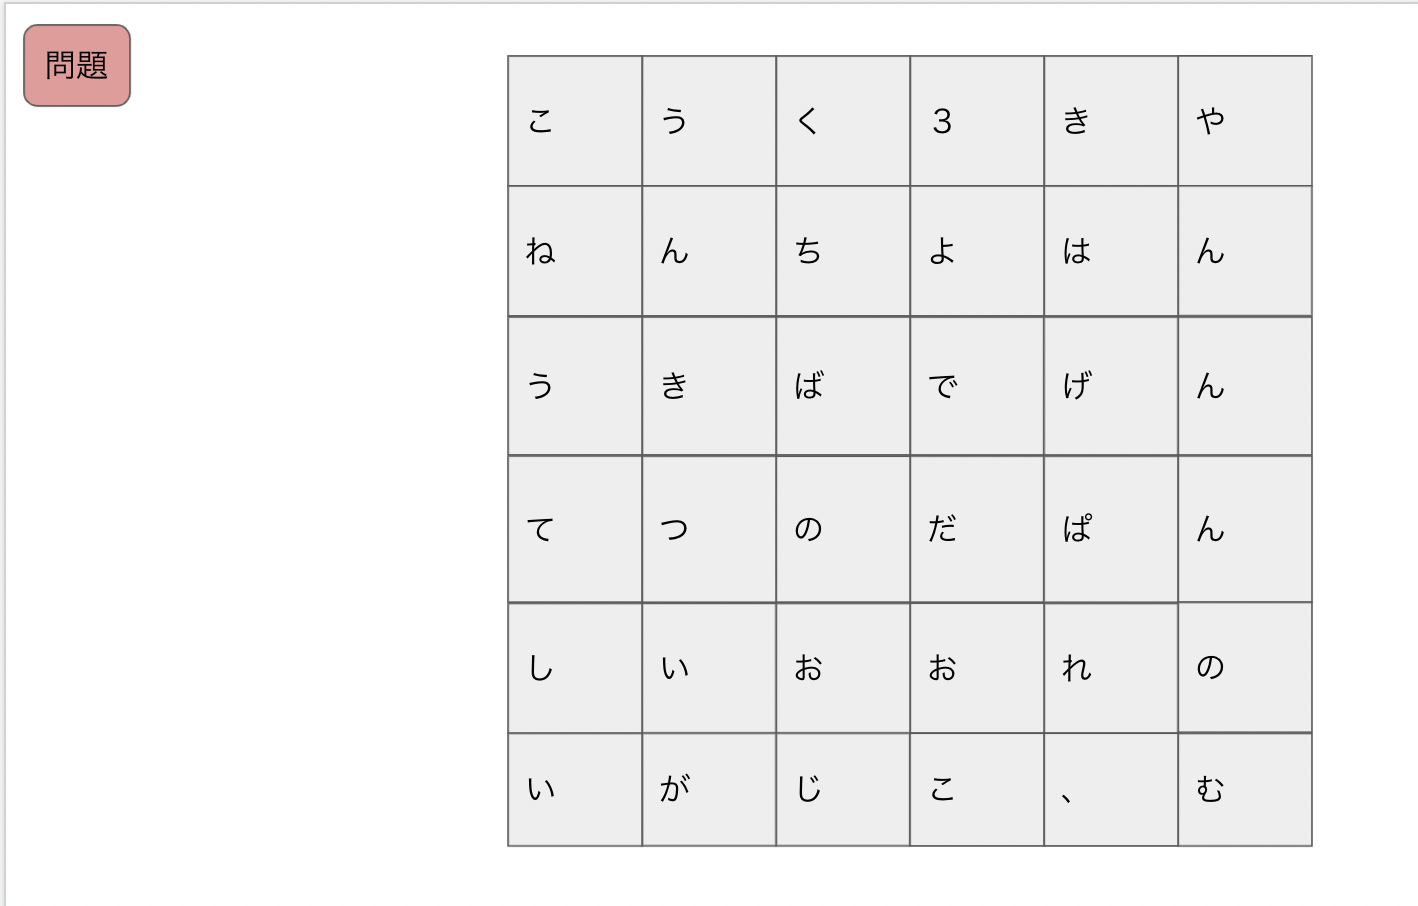 問題
こ う く 3 き や
ね ん ち よ は ん
う き ば で げ ん
て つ の だ ぱ ん
し い お お れ の
い が じ こ 、 む